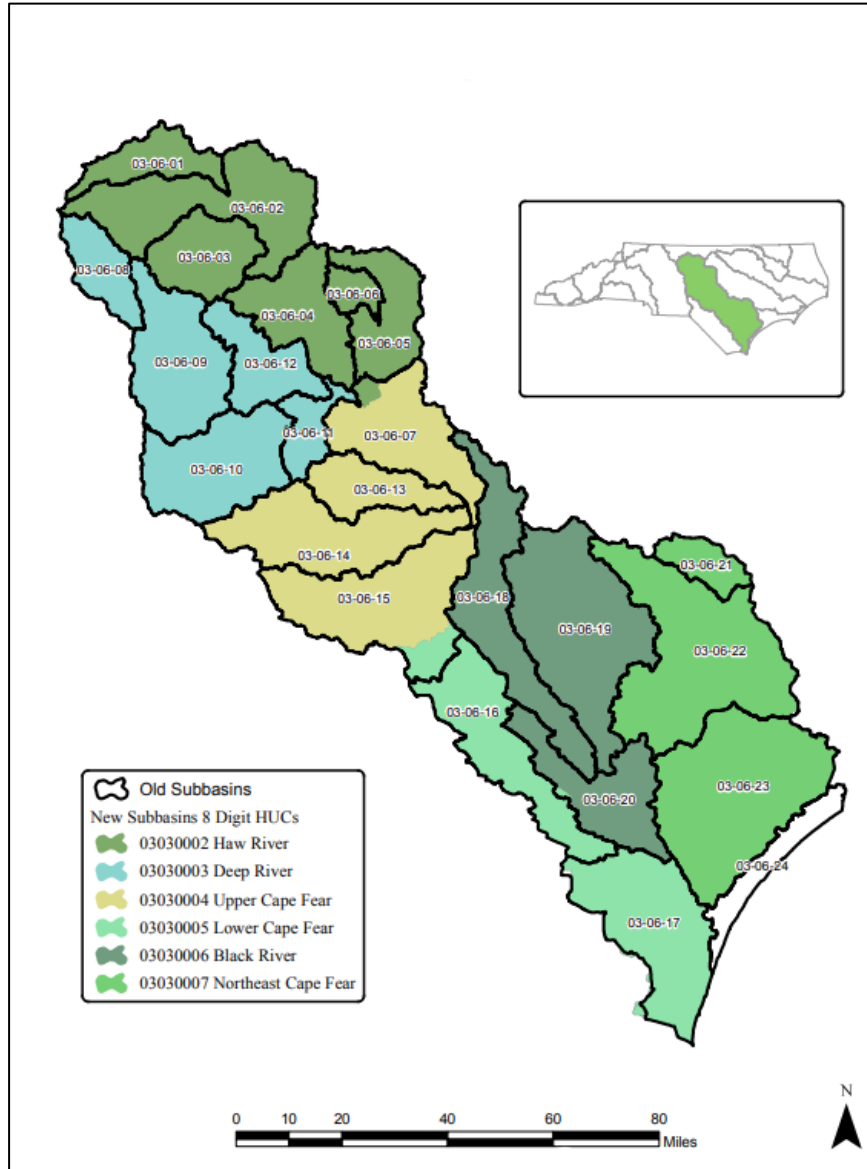 03-06-01
03-06-02
03-06-03
03-06-08
03-06-06
03-06-04
03-06-05
03-06-09
03-06-12
03-06-11
03-06-07
03-06-10
03-06-13
03-06-14
03-06-15
03-06-21
03-06-18
03-06-19
03-06-22
03-06-16
03-06-23
03-06-20
03-06-24
03-06-17
Old Subbasins
New Subbasins 8 Digit HUCs
03030002 Haw River
03030003 Deep River
03030004 Upper Cape Fear
03030005 Lower Cape Fear
03030006 Black River
03030007 Northeast Cape Fear
N
0 10 20 40 60 80
Miles